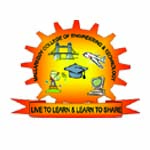 COLLEGE OF ENGINEERING & TECHNOLOGY
LIVE TO LEARN & LEARN TO SHARE